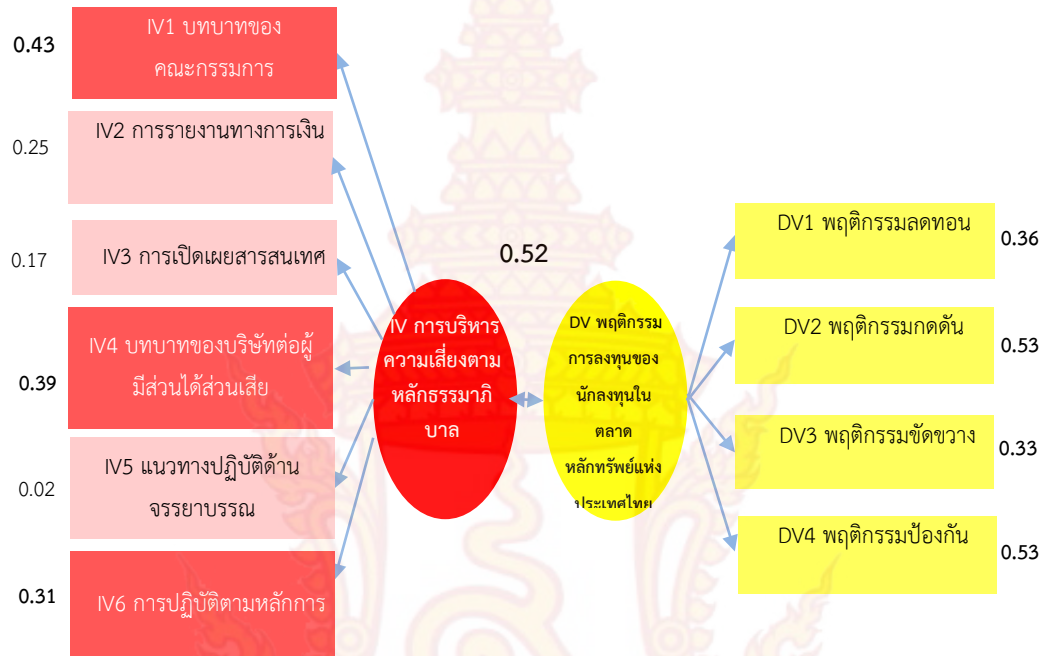 0.43
IV1 บทบาทของ
คณะกรรมการ
0.25
IV2 การรายงานทางการเงิน
0.17
IV3 การเปิดเผยสารสนเทศ
0.39
IV4 บทบาทของบริษัทต่อผู้
มีส่วนได้ส่วนเสีย
0.02
IV5 แนวทางปฏิบัติด้าน
จรรยาบรรณ
0.31
IV6 การปฏิบัติตามหลักการ
0.52
IV การบริหาร
ความเสี่ยงตาม
หลักธรรมาภิ
บาล
DV พฤติกรรม
การลงทุนของ
นักลงทุนใน
ตลาด
หลักทรัพย์แห่ง
ประเทศไทย
DV1 พฤติกรรมลดทอน
0.36
DV2 พฤติกรรมกดดัน
0.53
DV3 พฤติกรรมขัดขวาง
0.33
DV4 พฤติกรรมป้องกัน
0.53